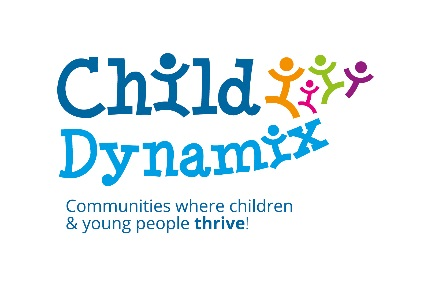 Child
Dynamix
Communities where children
& young people thrive!